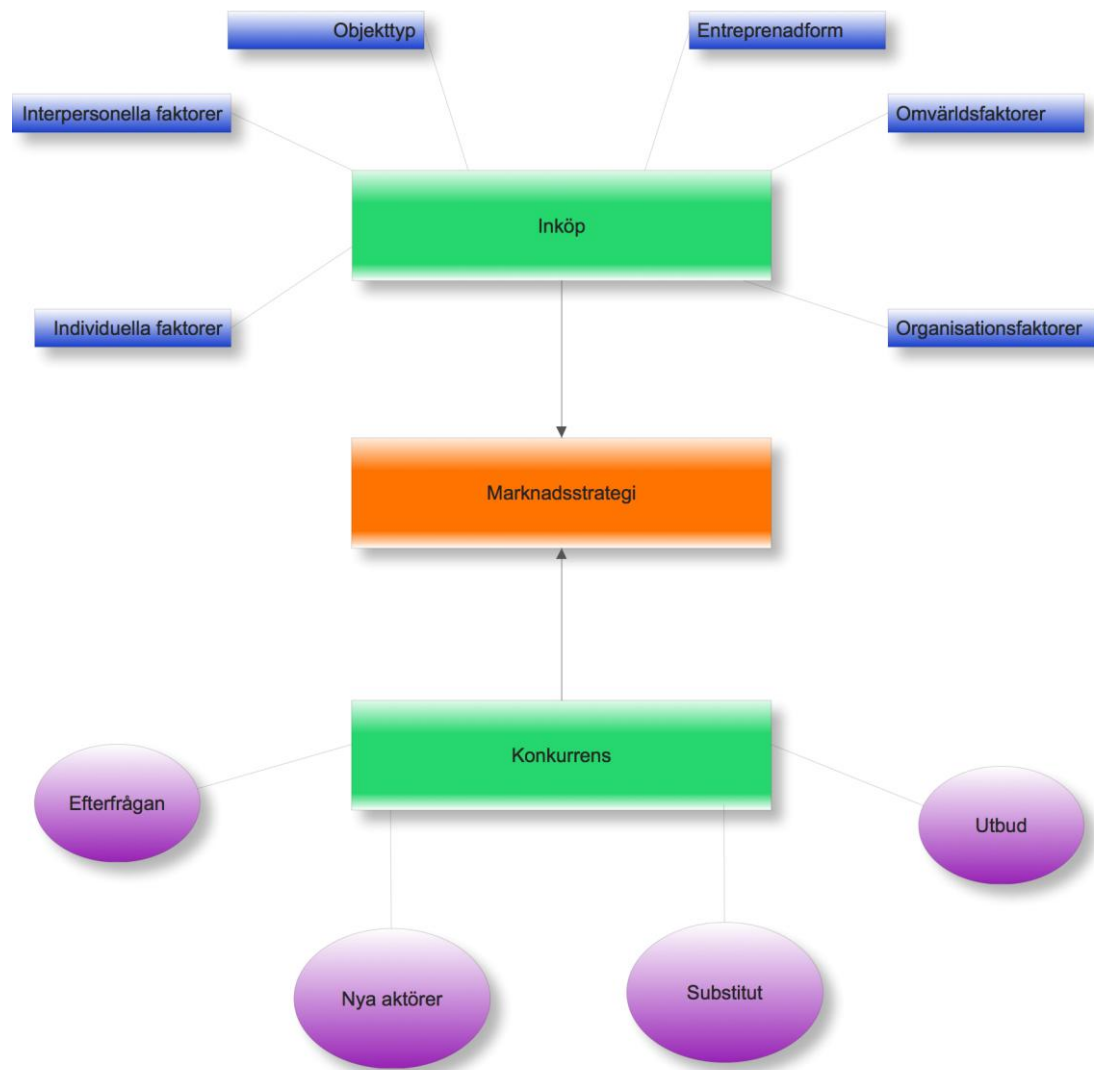 Objekttyp
Entreprenadform
Interpersonella faktorer
Omvärldsfaktorer
Inköp
Individuella faktorer
Organisationsfaktorer
Marknadsstrategi
Konkurrens
Efterfrågan
Utbud
Nya aktörer
Substitut